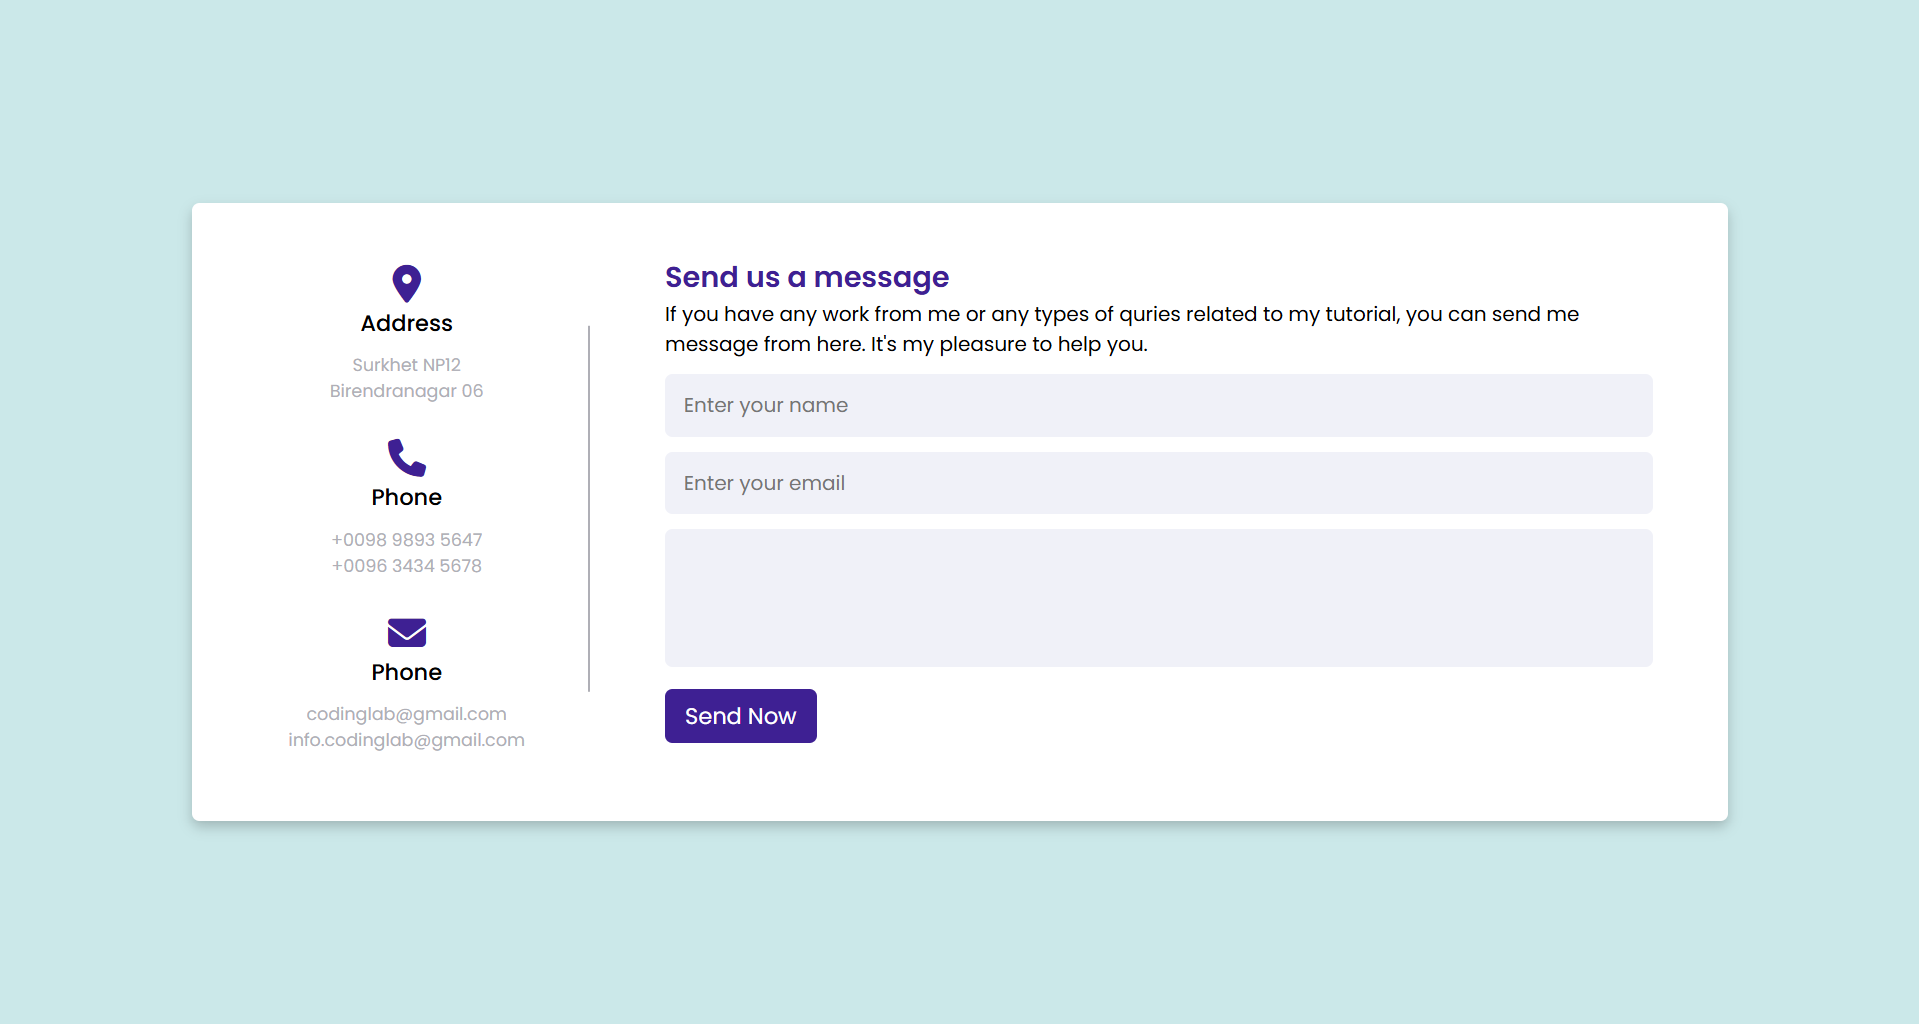 Address
Surkhet NP12
Birendranagar 06
Phone
+0098 9893 5647
+0096 3434 5678
Phone
codinglab@gmail.com
info.codinglab@gmail.com
Send us a message
If you have any work from me or any types of quries related to my tutorial, you can send me
message from here. It's my pleasure to help you.
Enter your name
Enter your email
Send Now